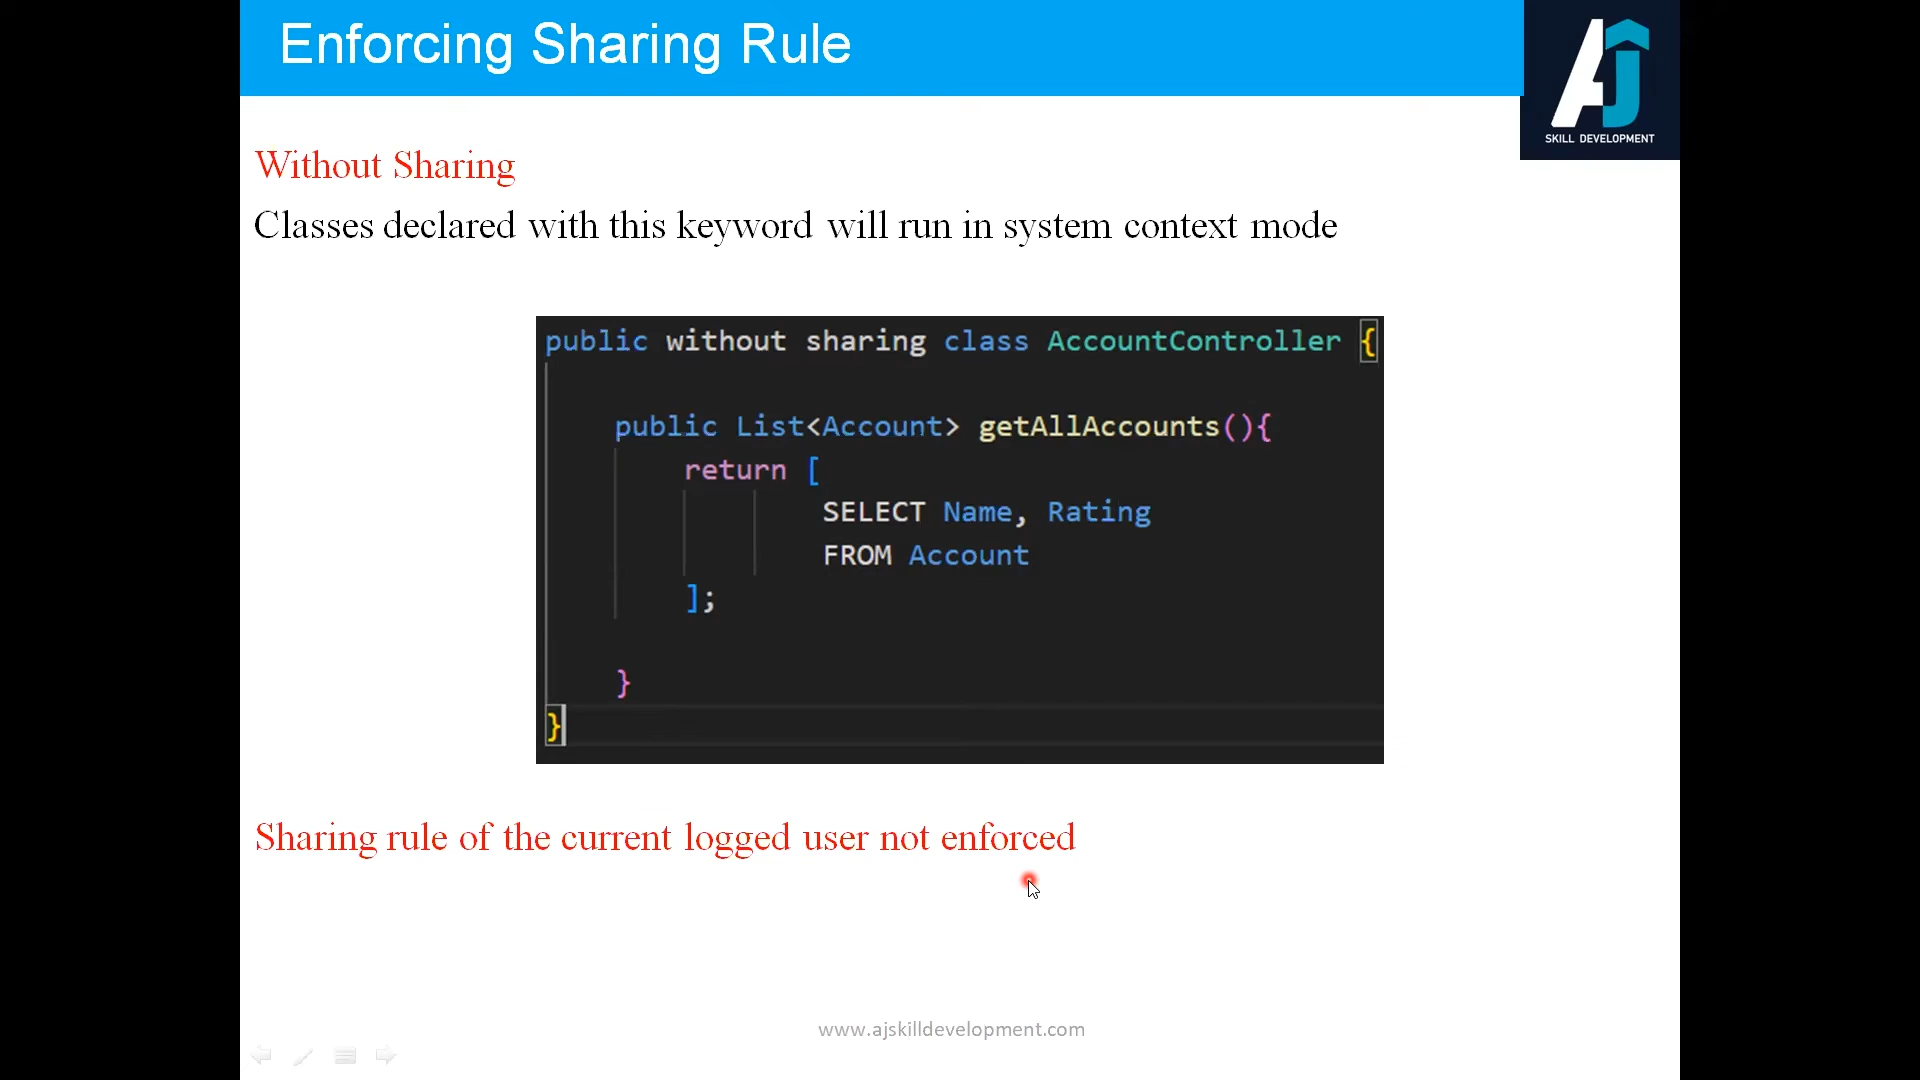 Enforcing Sharing Rule
AJ
SKILL DEVELOPMENT
Without Sharing
Classes declared with this keyword will run in system context mode
public without sharing class AccountController {
public List<Account> getAllAccounts(){
return [
SELECT Name, Rating
FROM Account
];
}
}
Sharing rule of the current logged user not enforced
www.ajskilldevelopment.com